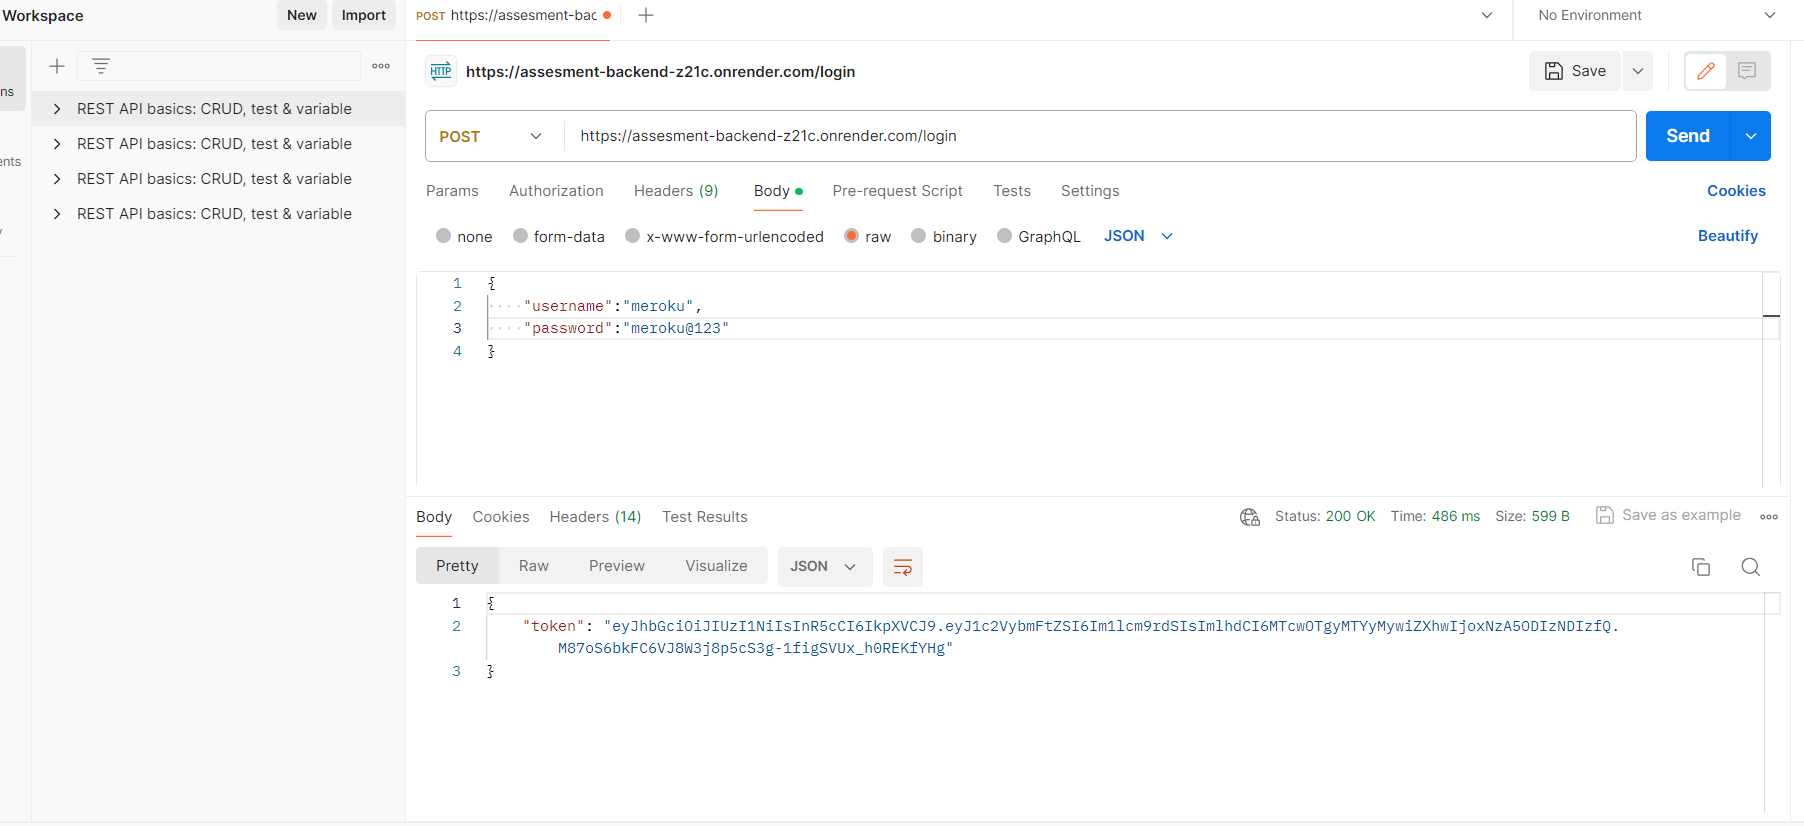 Workspace
New
Import
POST https://assesment-bac
No Environment
ns
ents
REST API basics: CRUD, test & variable
REST API basics: CRUD, test & variable
REST API basics: CRUD, test & variable
REST API basics: CRUD, test & variable
HTTP https://assesment-backend-z21c.onrender.com/login
Save
POST https://assesment-backend-z21c.onrender.com/login
Send
Params Authorization Headers (9) Body Pre-request Script Tests Settings Cookies
none form-data x-www-form-urlencoded raw binary GraphQL JSON Beautify
1 {
2 "username":"meroku",
3 "password":"meroku@123"
4 }
Body Cookies Headers (14) Test Results Status: 200 OK Time: 486 ms Size: 599 B Save as example
Pretty Raw Preview Visualize JSON
1 {
2 "token": "eyJhbGciOiJIUzI1NiIsInR5cCI6IkpXVCJ9.eyJ1c2VybmFtZSI6Im1lcm9rdSIsImlhdCI6MTcwOTgyMTYyMywiZXhwIjoxNzA5ODIzNDIzfQ.
M87oS6bkFC6VJ8W3j8p5cS3g-1figSVUx_h0REKfYHg"
3 }